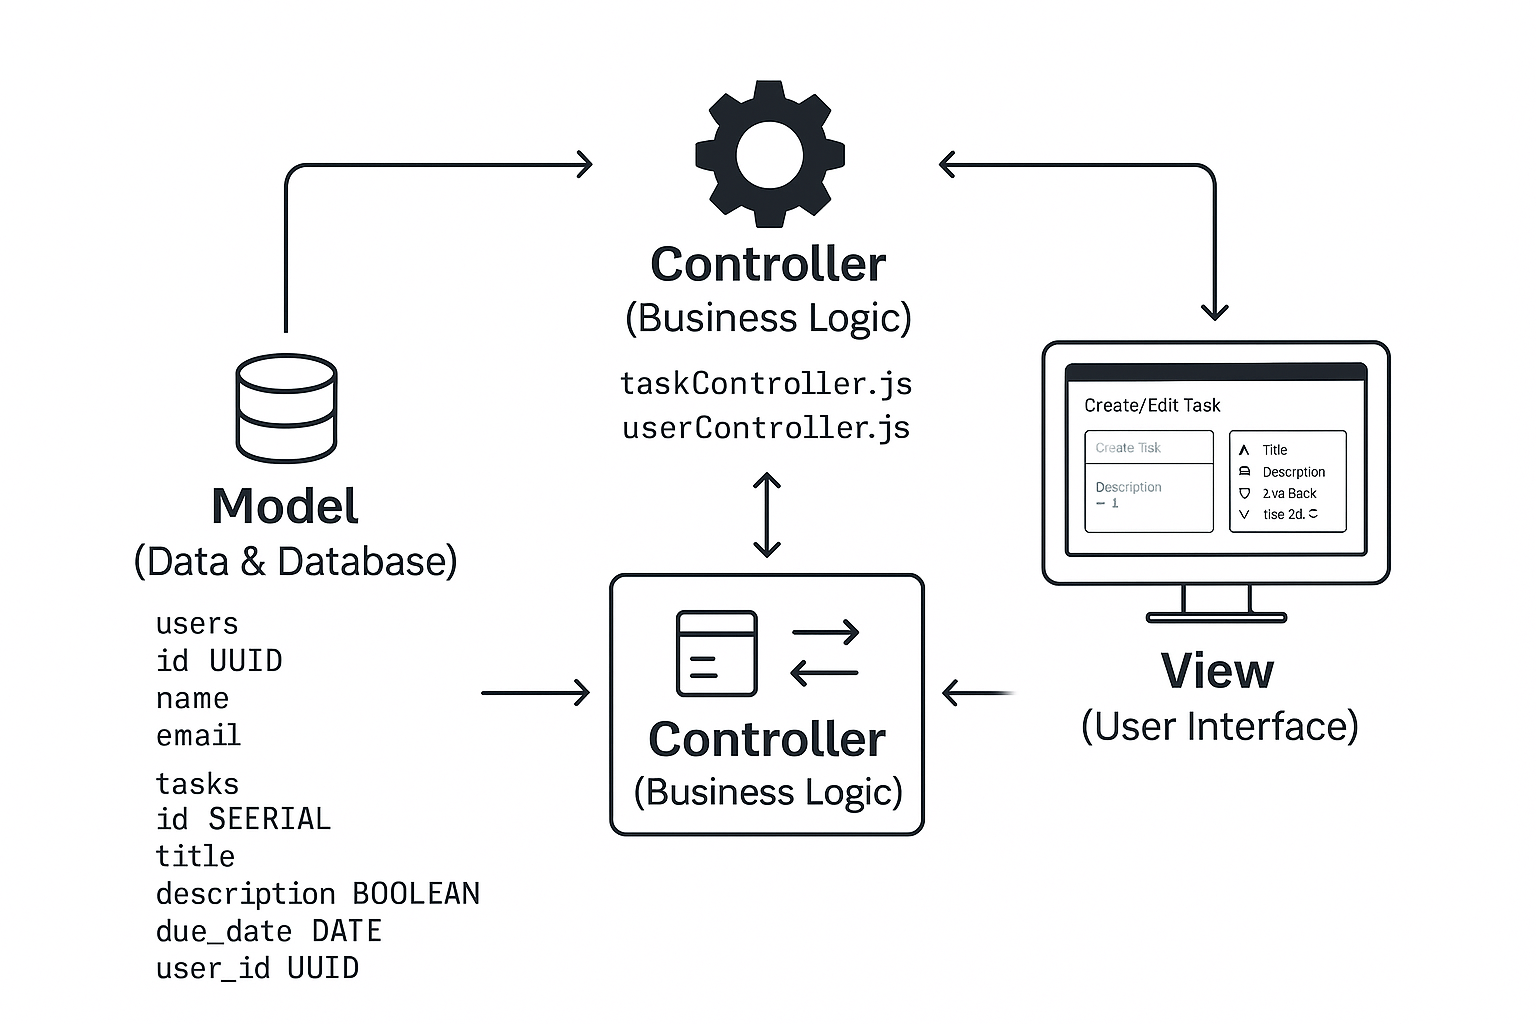 Controller
(Business Logic)
taskController.js
userController.js
Model
(Data & Database)
users
id UUID
name
email
tasks
id SEERIAL
title
description BOOLEAN
due_date DATE
user_id UUID
Controller
(Business Logic)
Create/Edit Task
Create Tisk
Description
– 1
Title
Descrption
2.va Back
tise 2d.
View
(User Interface)